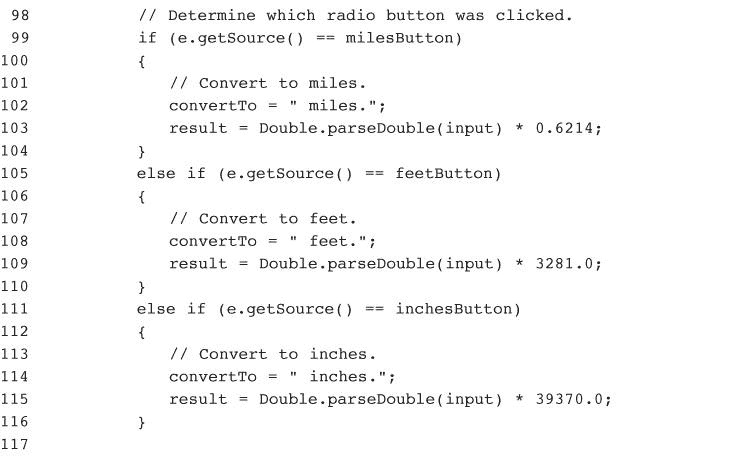 98 // Determine which radio button was clicked.
99 if (e.getSource() == milesButton)
100 {
101 // Convert to miles.
102 convertTo = " miles.";
103 result = Double.parseDouble(input) * 0.6214;
104 }
105 else if (e.getSource() == feetButton)
106 {
107 // Convert to feet.
108 convertTo = " feet.";
109 result = Double.parseDouble(input) * 3281.0;
110 }
111 else if (e.getSource() == inchesButton)
112 {
113 // Convert to inches.
114 convertTo = " inches.";
115 result = Double.parseDouble(input) * 39370.0;
116 }
117